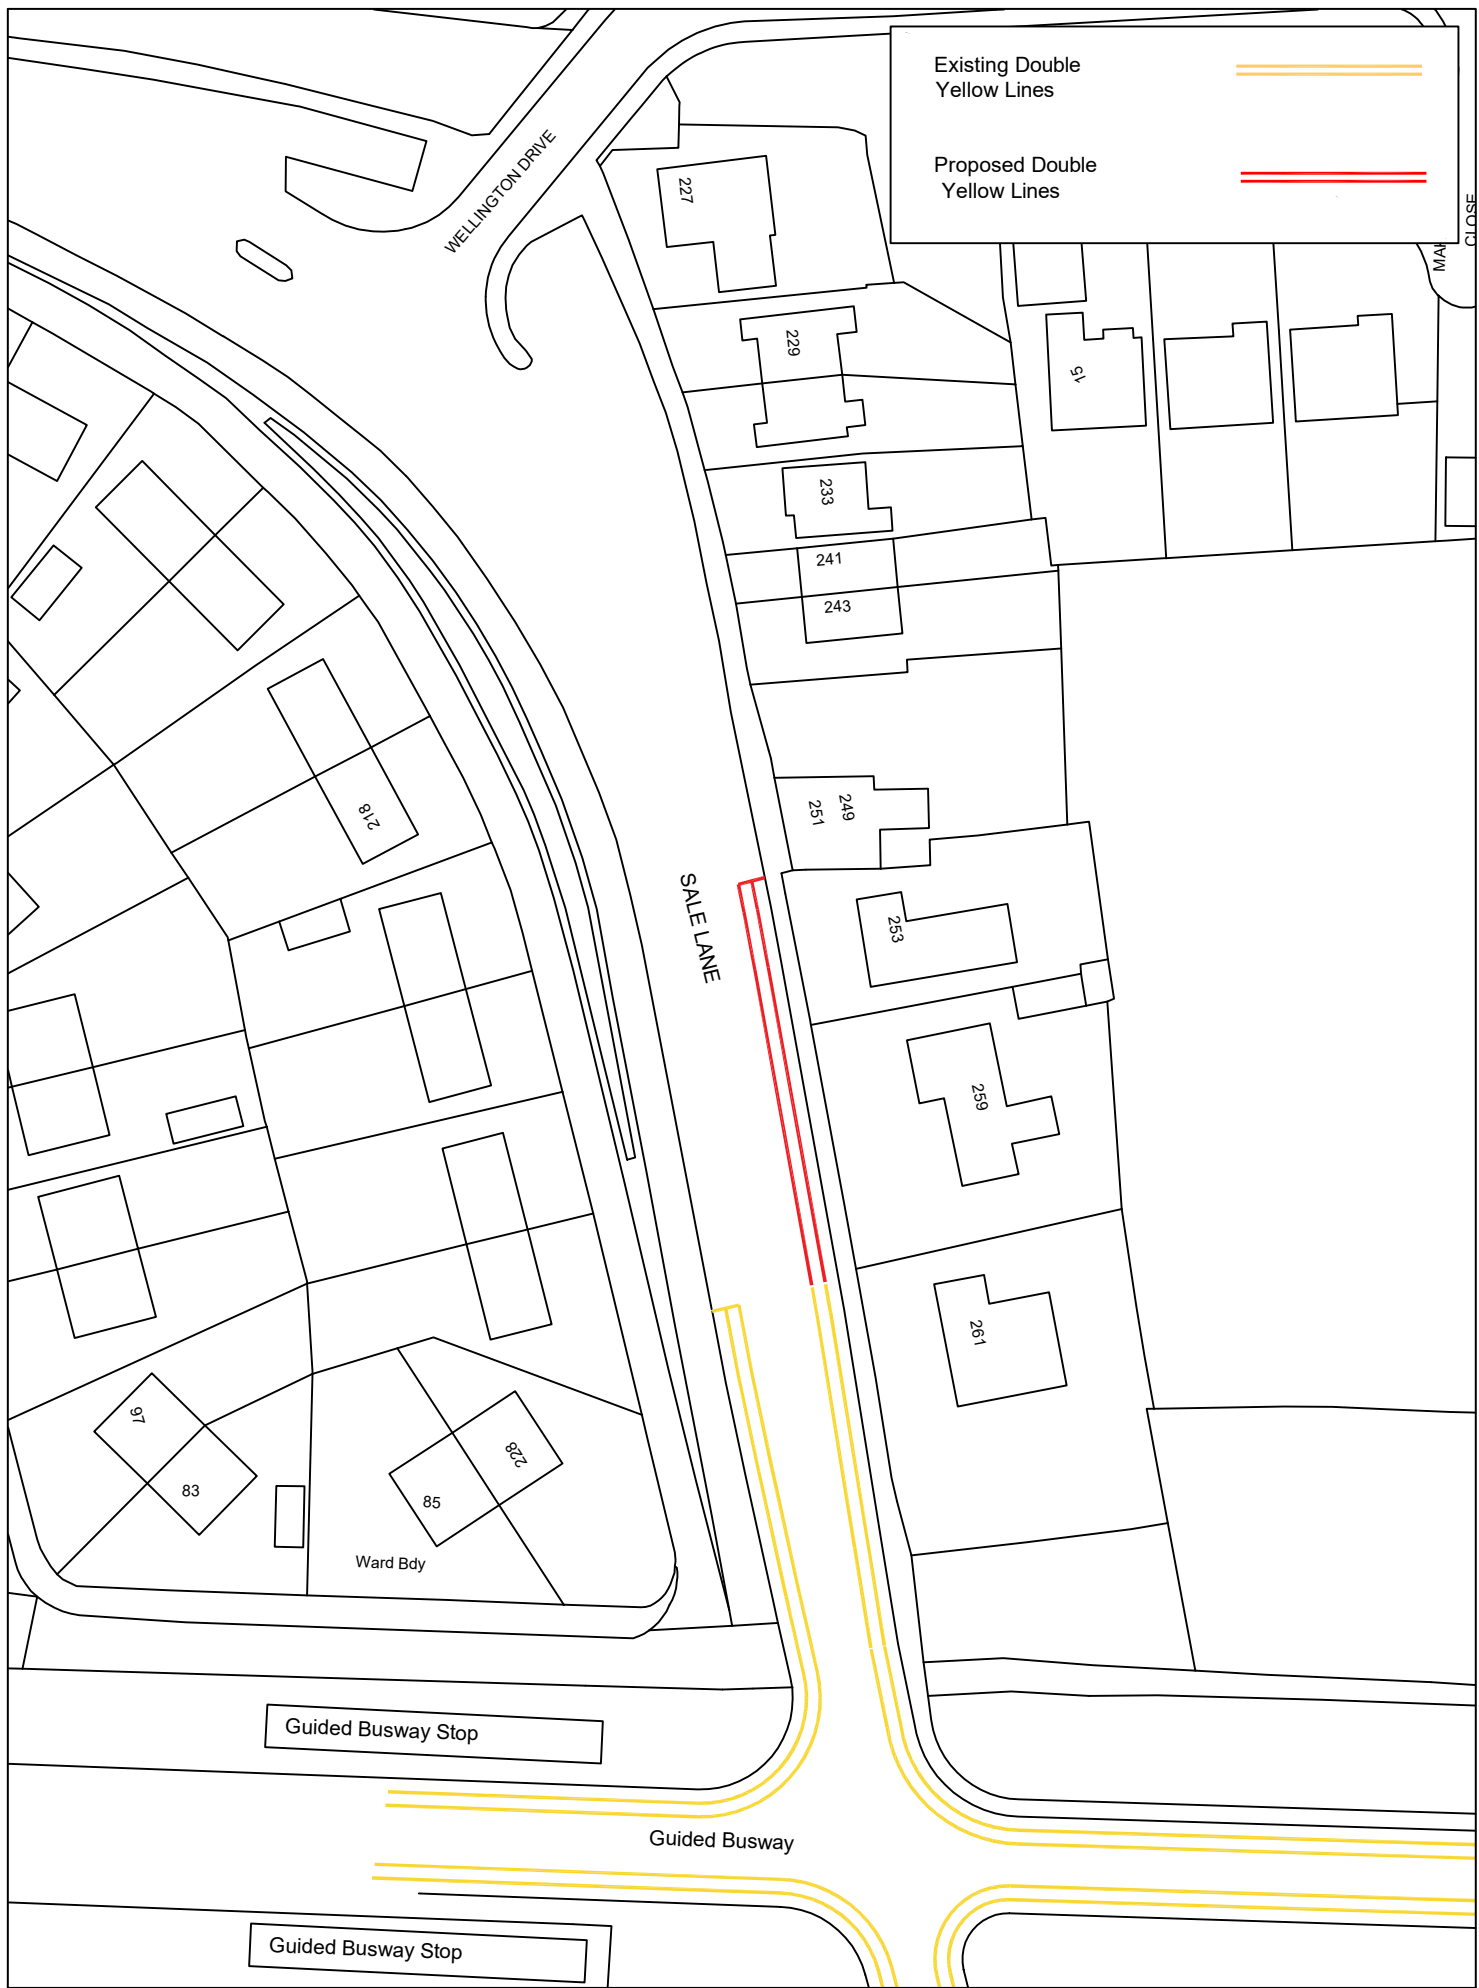 Existing Double
Yellow Lines
Proposed Double
Yellow Lines
WELLINGTON DRIVE
CLOSE
227
229
15
233
241
243
249
251
218
SALE LANE
253
259
261
97
83
85
228
Ward Bdy
Guided Busway Stop
Guided Busway
Guided Busway Stop